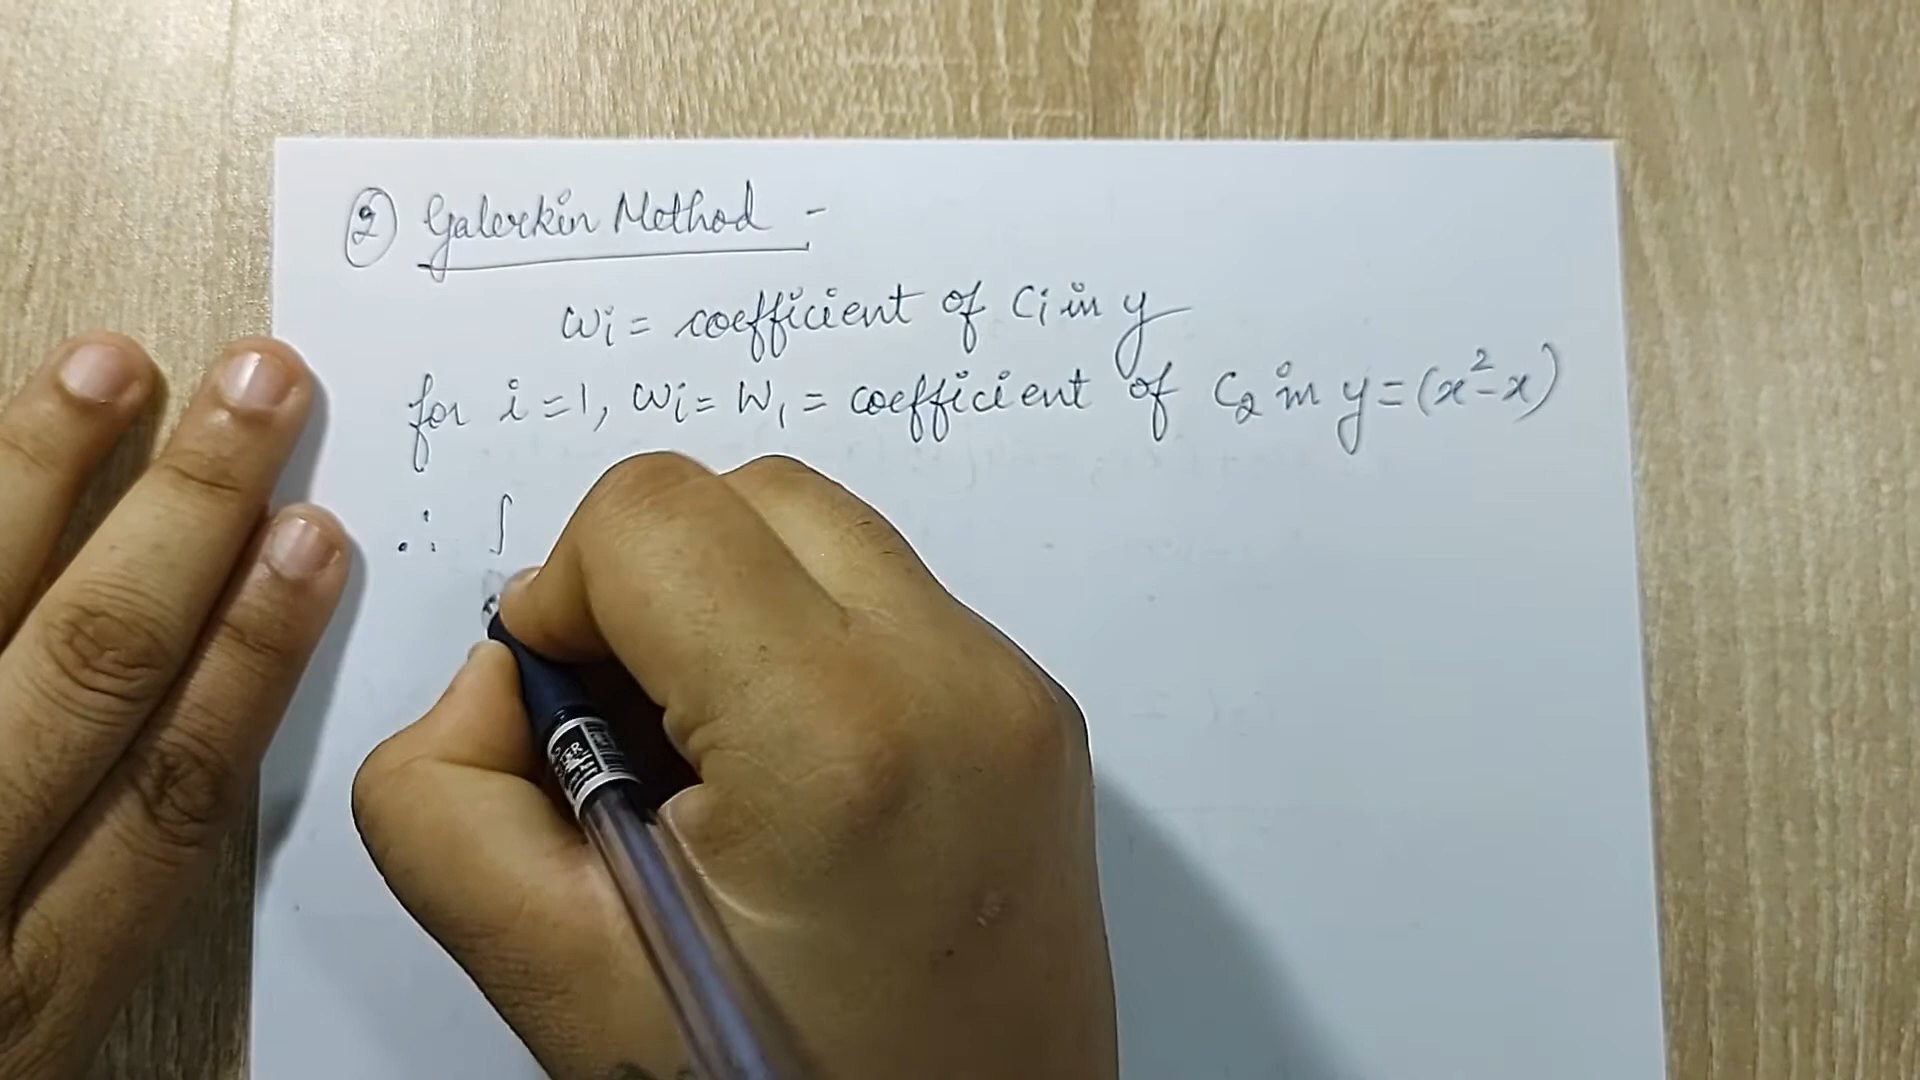 ② Galerkin Method -
Wi = coefficient of Ci in y
for i = 1, Wi = W₁ = coefficient of C₂ in y = (x² - x)
∴ ∫